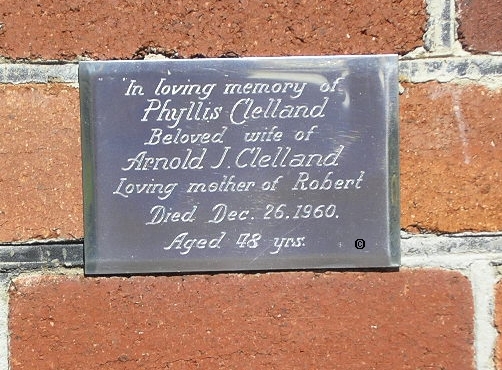 In loving memory of
Phyllis Clelland
Beloved wife of
Arnold J. Clelland
Loving mother of Robert
Died Dec. 26. 1960.
Aged 48 yrs.
©